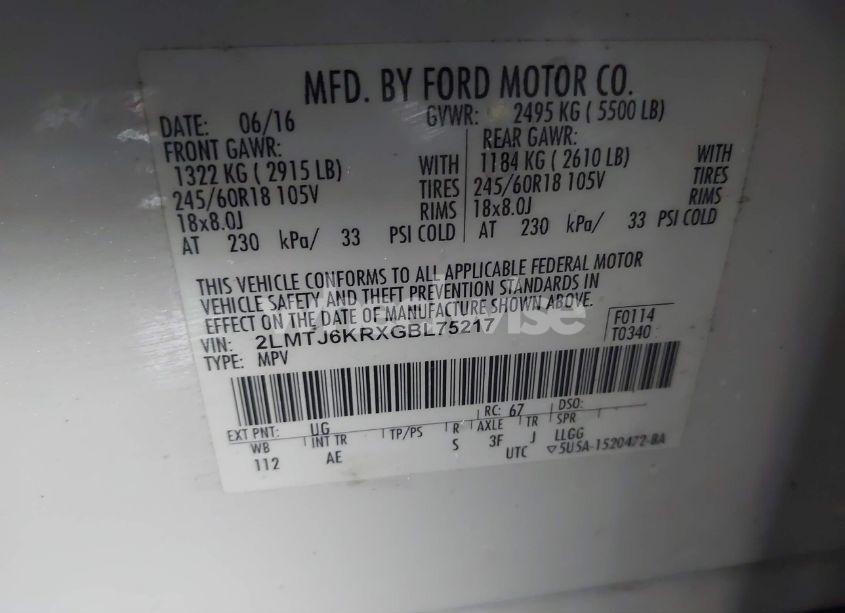 MFD. BY FORD MOTOR CO.
DATE: 06/16 GVWR: 2495 KG ( 5500 LB)
FRONT GAWR: REAR GAWR:
1322 KG ( 2915 LB) WITH 1184 KG ( 2610 LB) WITH
245/60R18 105V TIRES 245/60R18 105V TIRES
18x8.0J RIMS 18x8.0J RIMS
AT 230 kPa/ 33 PSI COLD AT 230 kPa/ 33 PSI COLD
THIS VEHICLE CONFORMS TO ALL APPLICABLE FEDERAL MOTOR
VEHICLE SAFETY AND THEFT PREVENTION STANDARDS IN
EFFECT ON THE DATE OF MANUFACTURE SHOWN ABOVE.
VIN: 2LMTJ6KRXGBL75217 F0114
TYPE: MPV T0340
EXT PNT: UG RC: 67 DSO:
WB INT TR TP/PS R AXLE TR SPR
112 AE S 3F J LLGG
UTC ▽5U5A-1520472-BA